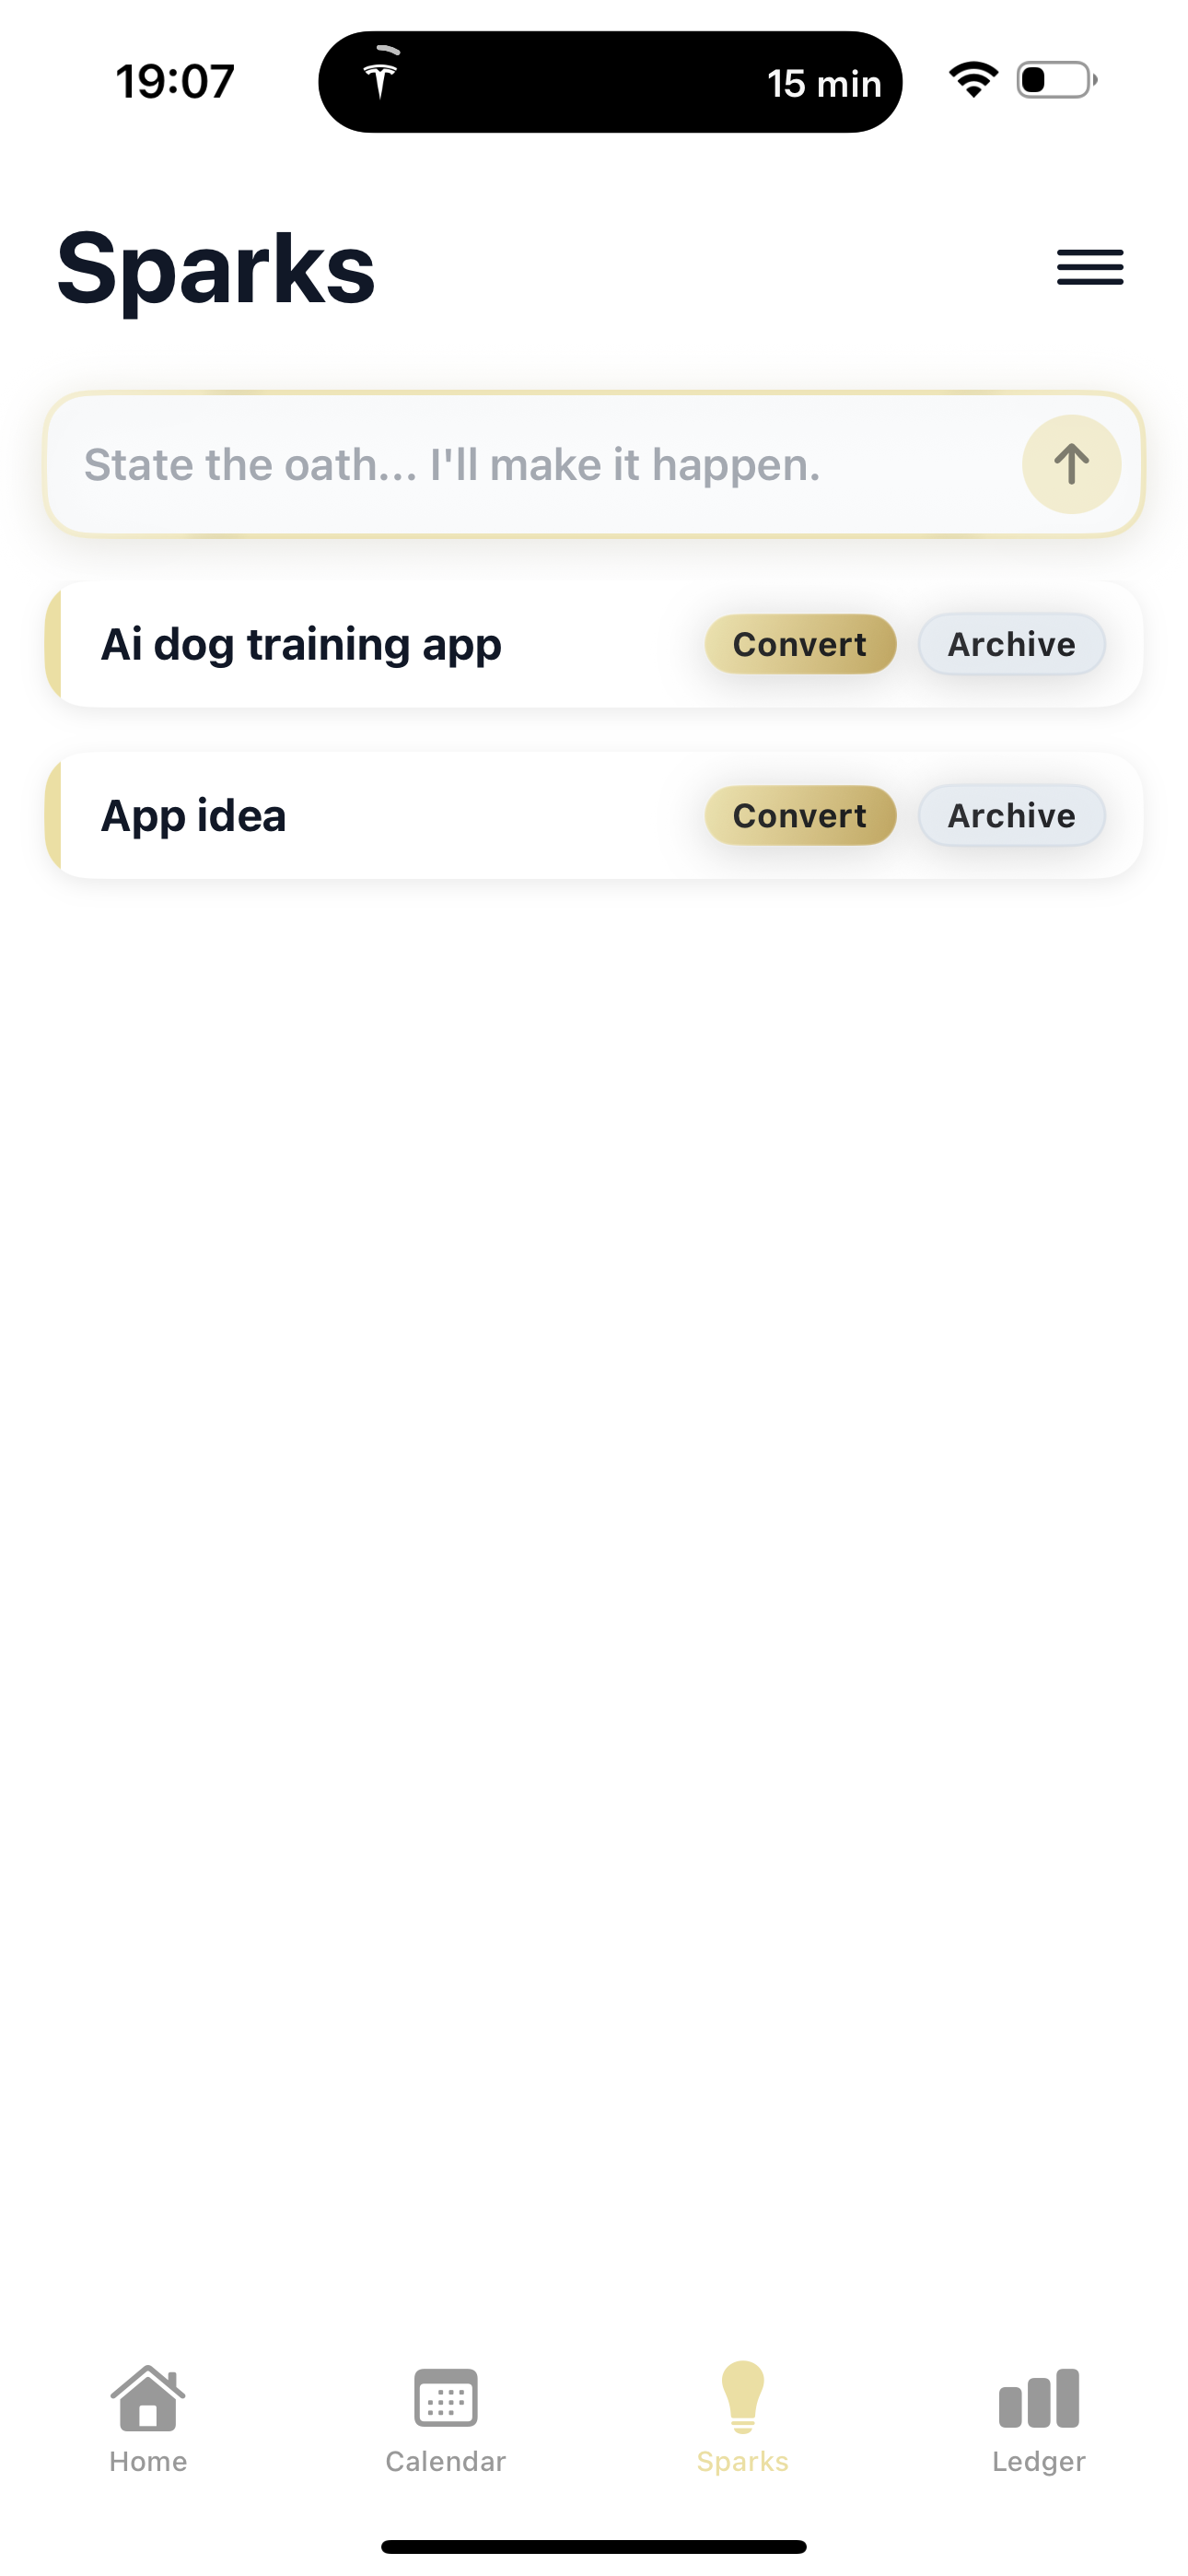 19:07
15 min
Sparks
State the oath... I'll make it happen.
Ai dog training app
Convert
Archive
App idea
Convert
Archive
Home
Calendar
Sparks
Ledger